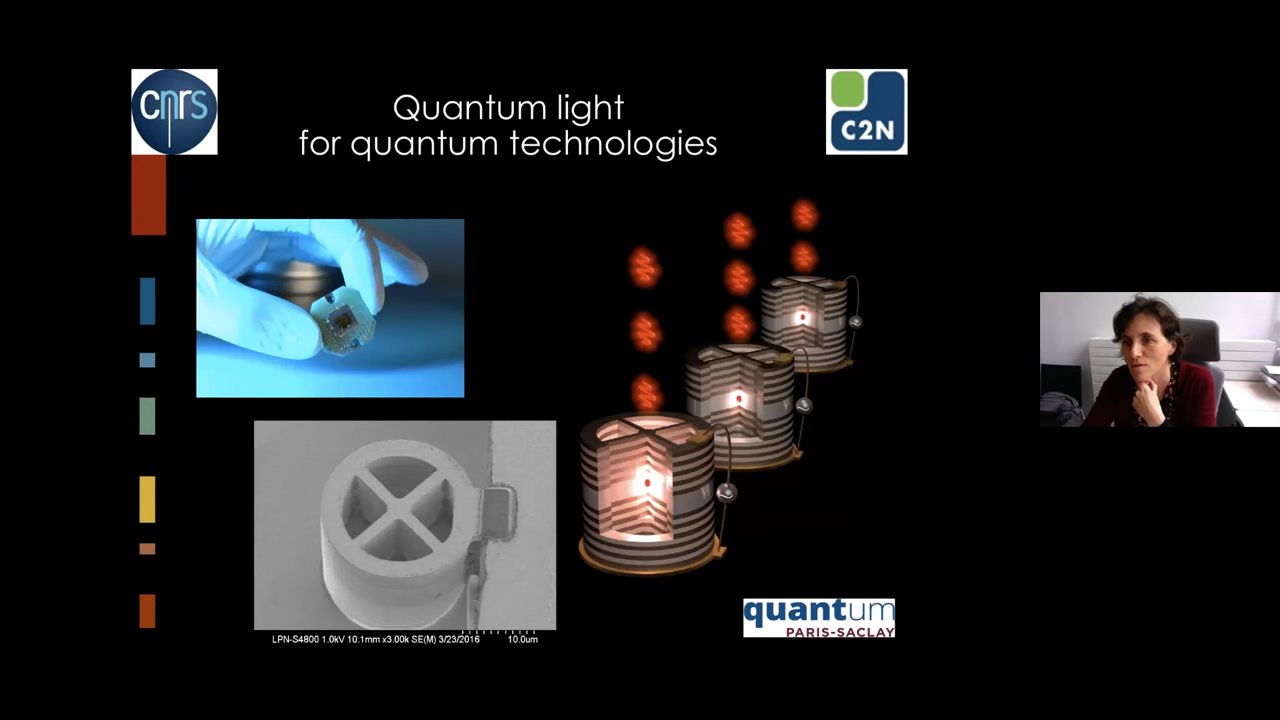 cnrs
Quantum light
for quantum technologies
C2N
LPN-S4800 1.0kV 10.1mm x3.00k SE(M) 3/23/2016 10.0um
quantum
PARIS-SACLAY